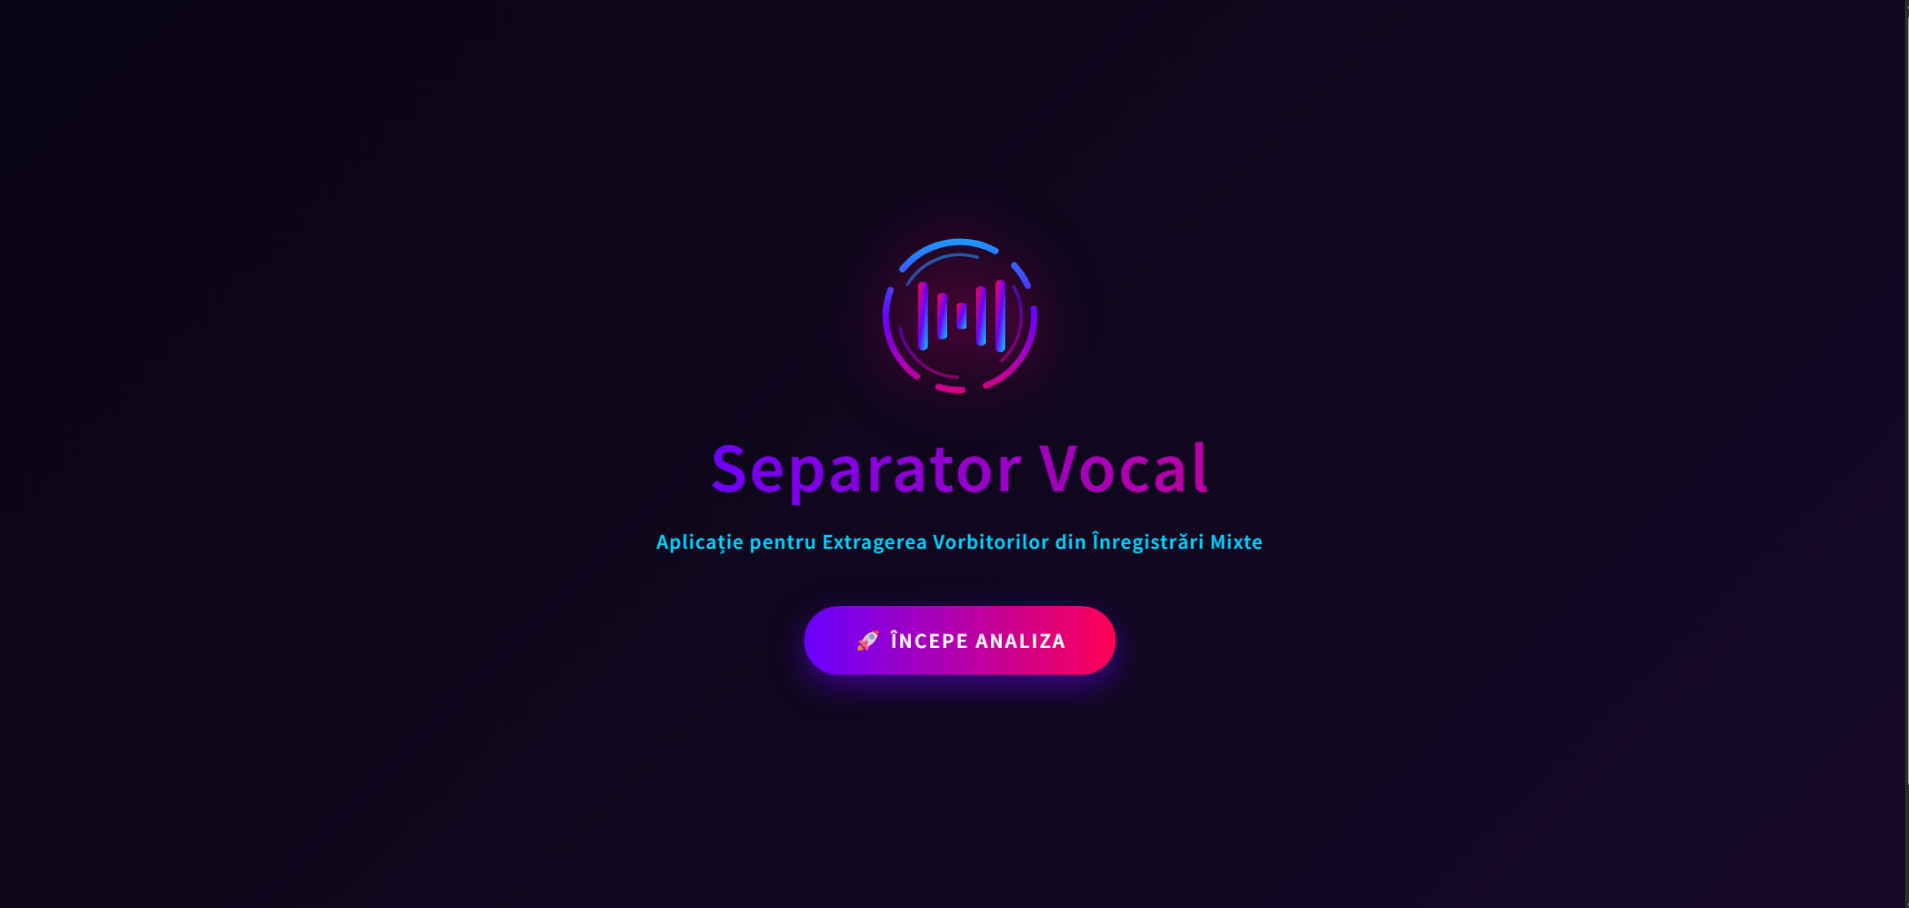 Separator Vocal
Aplicație pentru Extragerea Vorbitorilor din Înregistrări Mixte
🚀 ÎNCEPE ANALIZA